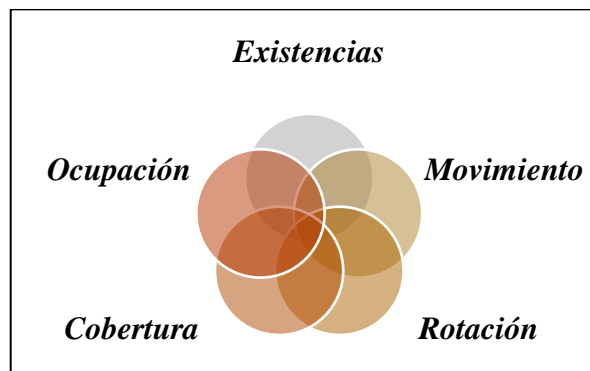 Existencias
Ocupación
Movimiento
Cobertura
Rotación